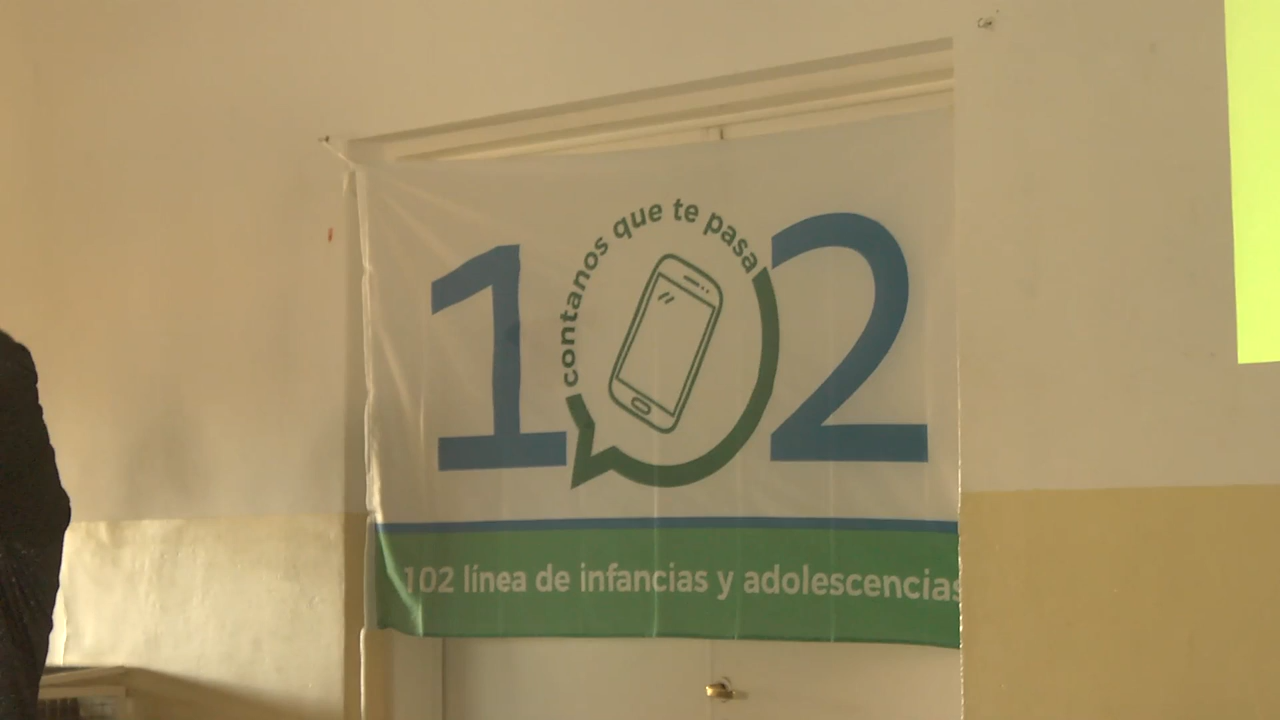 102
contanos que te pasa
102 línea de infancias y adolescencias